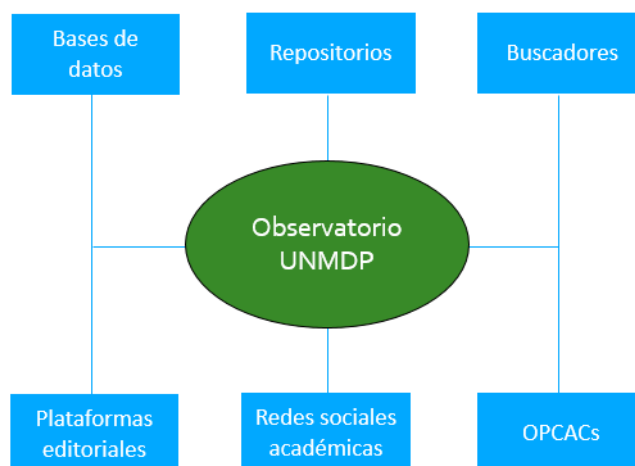 Bases de
datos
Repositorios
Buscadores
Observatorio
UNMDP
Plataformas
editoriales
Redes sociales
académicas
OPCACs